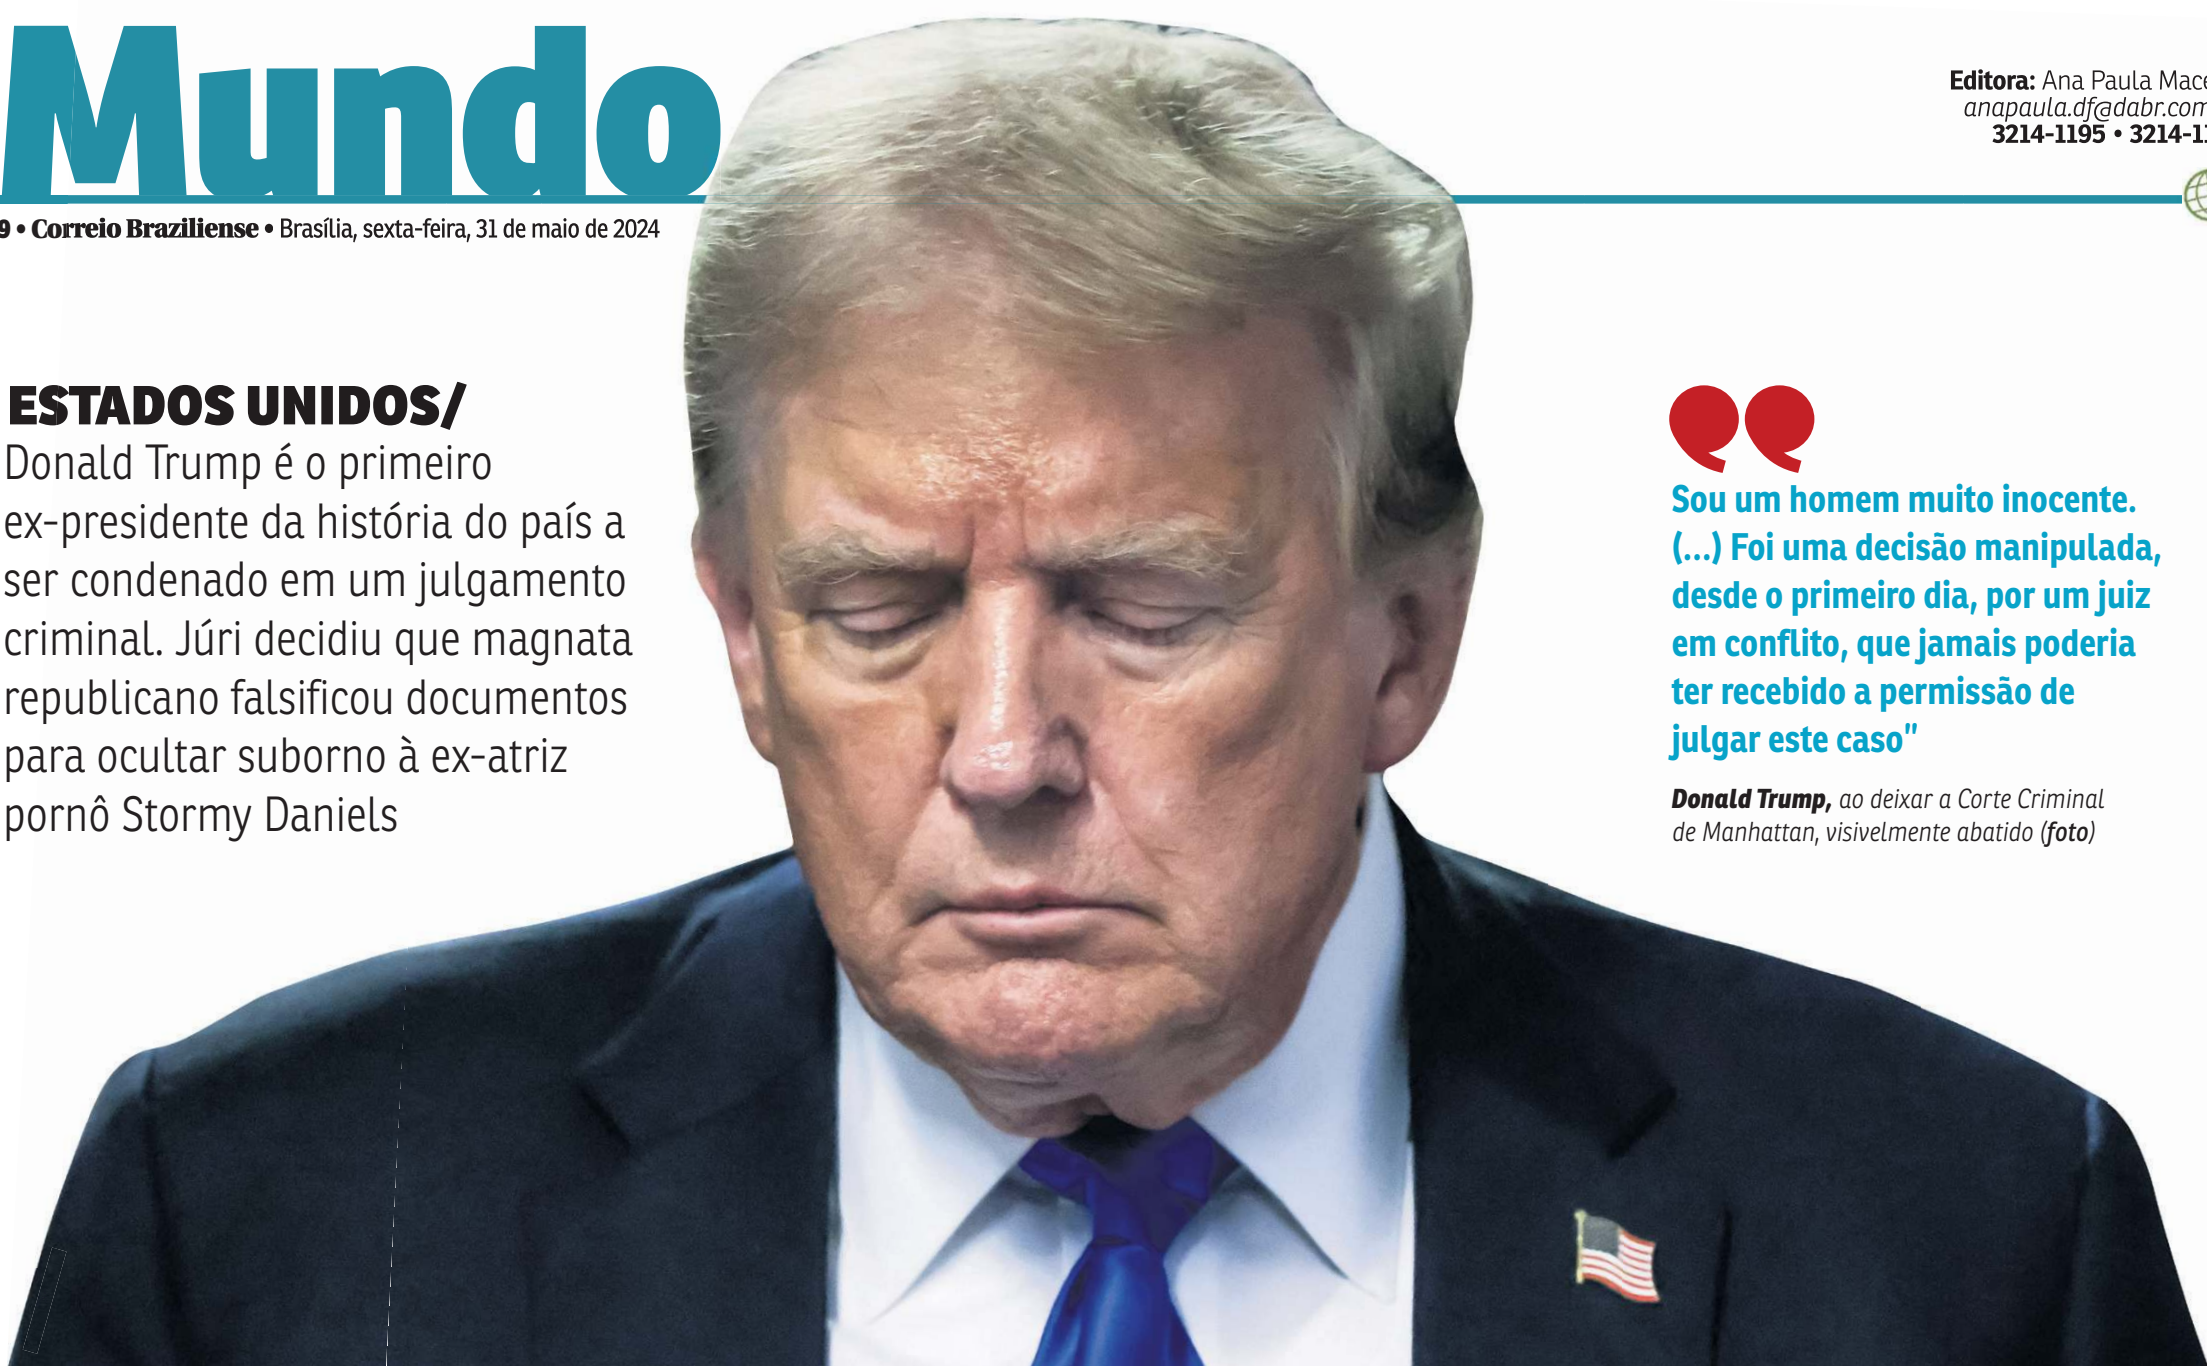 Mundo
Editora: Ana Paula
anapaula.df@dabr.com
3214-1195 •
9 • Correio Braziliense • Brasília, sexta-feira, 31 de maio de 2024
ESTADOS UNIDOS/
Donald Trump é o primeiro
ex-presidente da história do país a
ser condenado em um julgamento
criminal. Júri decidiu que magnata
republicano falsificou documentos
para ocultar suborno à ex-atriz
pornô Stormy Daniels
Sou um homem muito inocente.
(...) Foi uma decisão manipulada,
desde o primeiro dia, por um juiz
em conflito, que jamais poderia
ter recebido a permissão de
julgar este caso"
Donald Trump, ao deixar a Corte Criminal
de Manhattan, visivelmente abatido (foto)